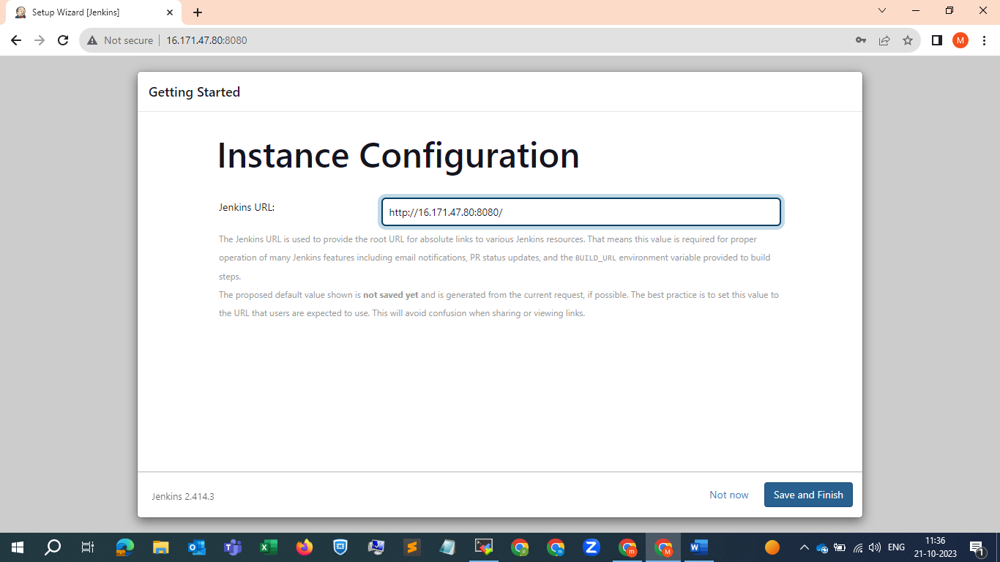 Setup Wizard [Jenkins]
Not secure
16.171.47.80:8080
M
Getting Started
Instance Configuration
Jenkins URL:
http://16.171.47.80:8080/
The Jenkins URL is used to provide the root URL for absolute links to various Jenkins resources. That means this value is required for proper
operation of many Jenkins features including email notifications, PR status updates, and the BUILD_URL environment variable provided to build
steps.
The proposed default value shown is not saved yet and is generated from the current request, if possible. The best practice is to set this value to
the URL that users are expected to use. This will avoid confusion when sharing or viewing links.
Jenkins 2.414.3
Not now
Save and Finish
ENG
11:36
21-10-2023
1